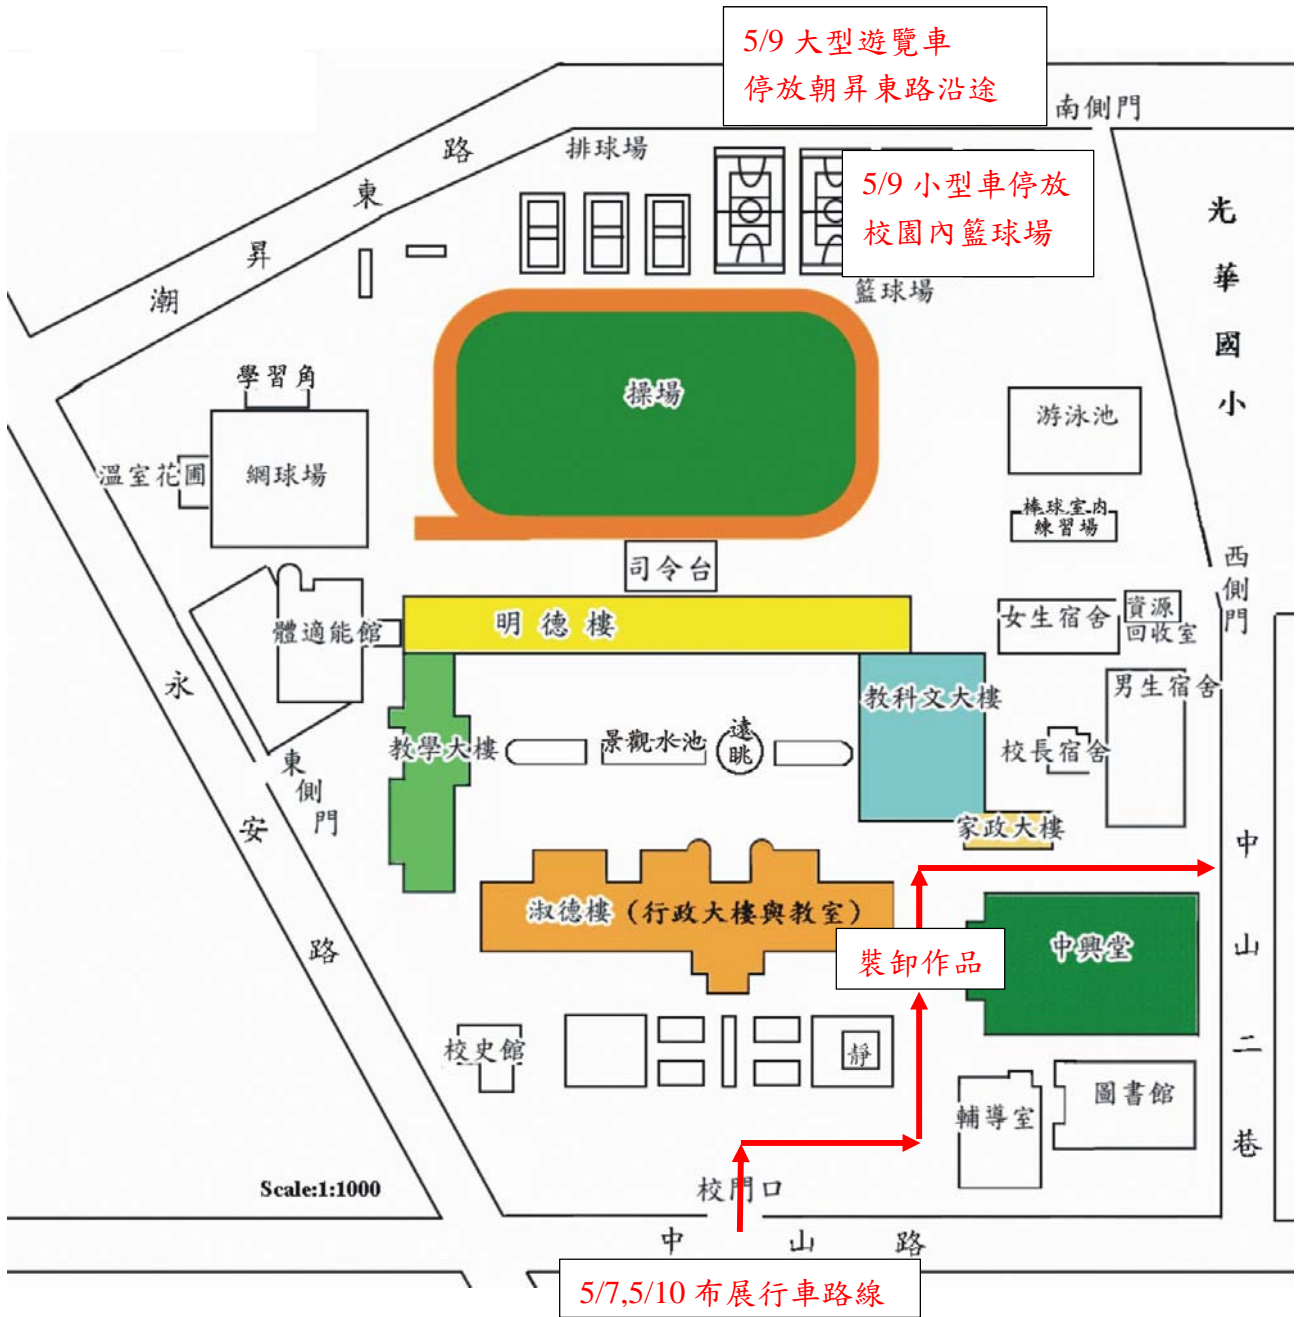 5/9 大型遊覽車
停放朝昇東路沿途
南側門
潮昇東路
排球場
5/9 小型車停放
校園內籃球場
籃球場
光華國小
學習角
操場
游泳池
溫室花圃
網球場
棒球室內
練習場
司令台
西側門
明德樓
體適能館
女生宿舍
資源
回收室
男生宿舍
教科文大樓
教學大樓
景觀水池
遠眺
校長宿舍
東側門
永安路
家政大樓
中山二巷
淑德樓（行政大樓與教室）
裝卸作品
中興堂
校史館
靜
輔導室
圖書館
Scale:1:1000
校門口
中山路
5/7,5/10 布展行車路線